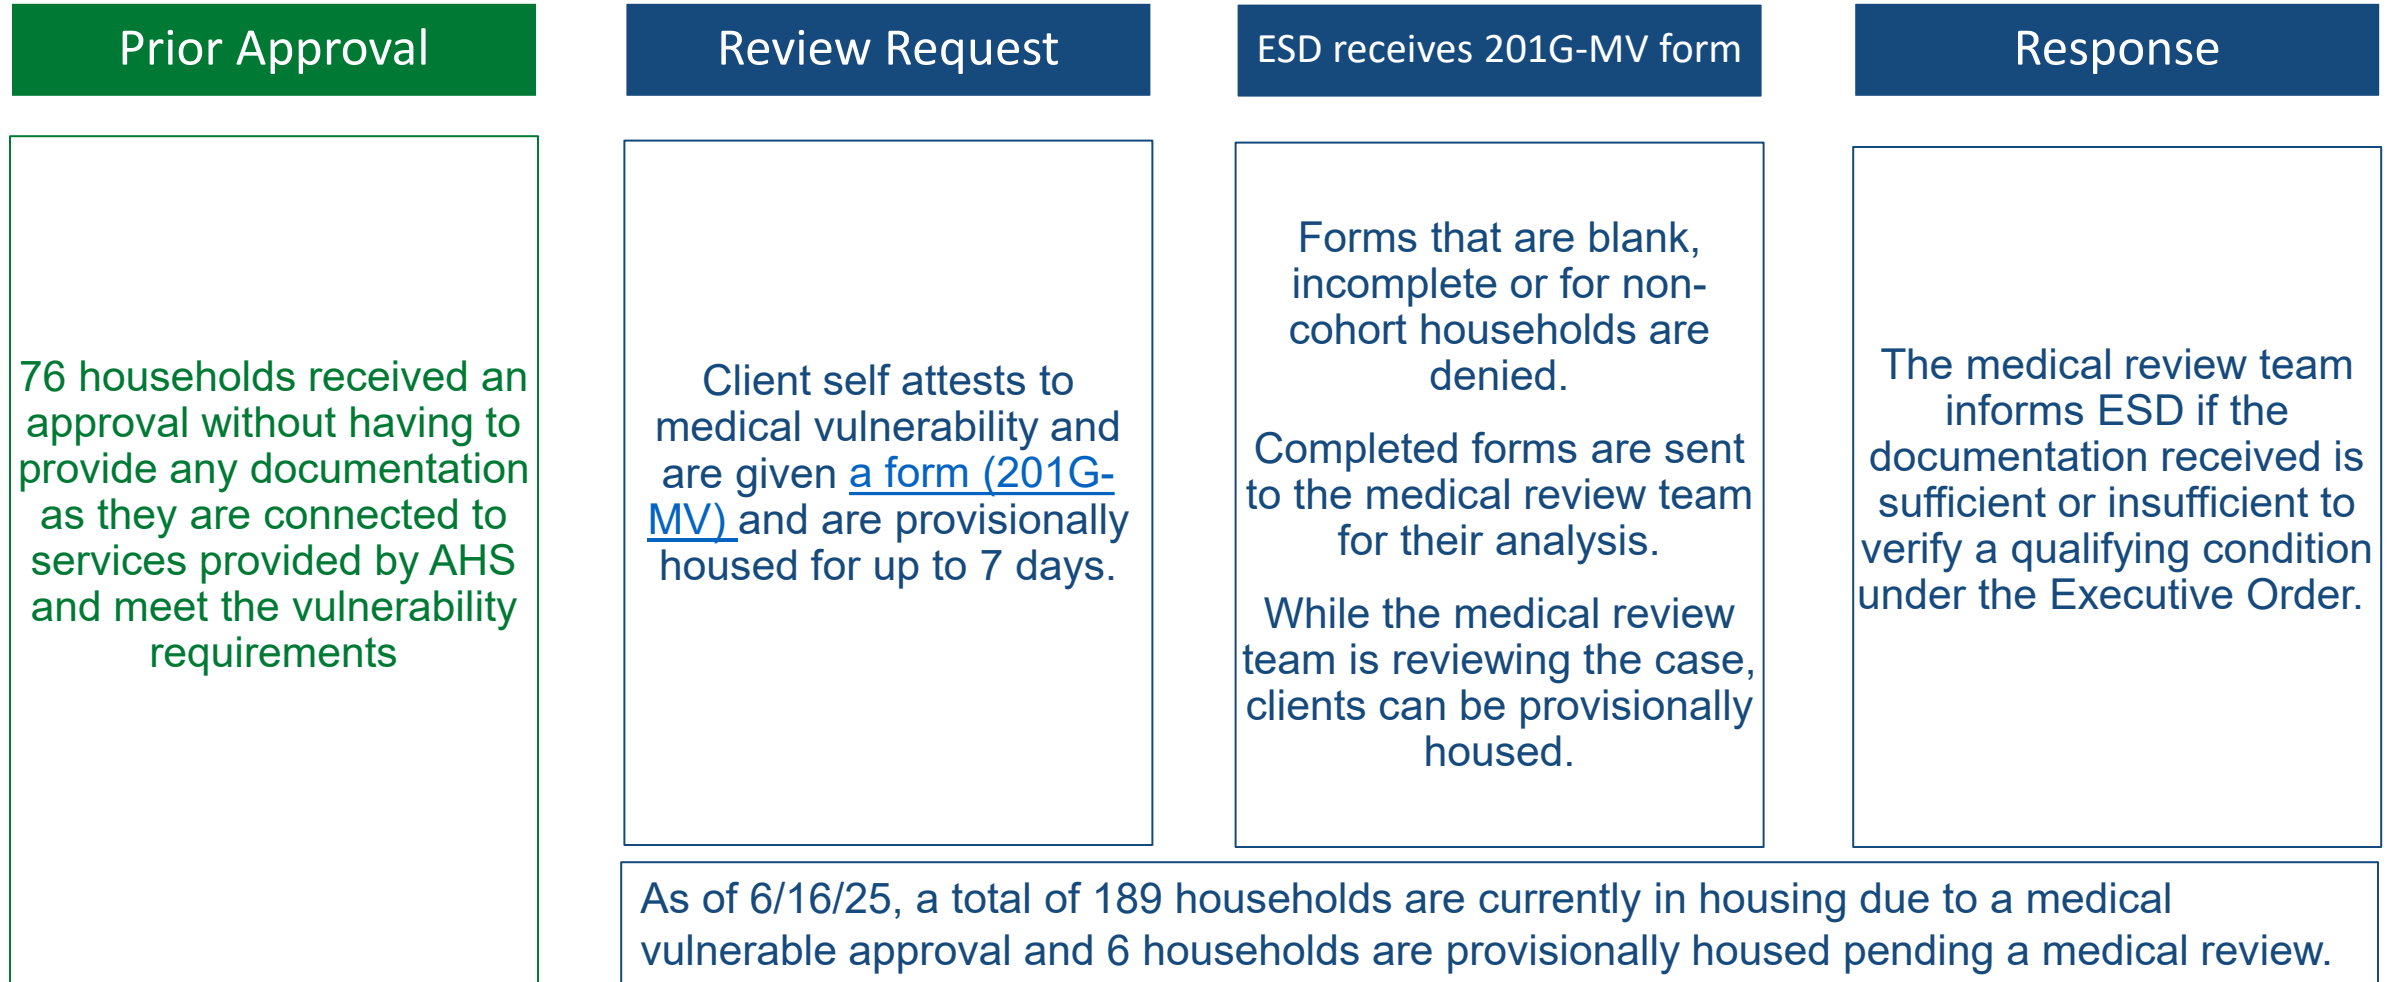 Prior Approval
76 households received an
approval without having to
provide any documentation
as they are connected to
services provided by AHS
and meet the vulnerability
requirements
Review Request
Client self attests to
medical vulnerability and
are given a form (201G-
MV) and are provisionally
housed for up to 7 days.
ESD receives 201G-MV form
Forms that are blank,
incomplete or for non-
cohort households are
denied.
Completed forms are sent
to the medical review team
for their analysis.
While the medical review
team is reviewing the case,
clients can be provisionally
housed.
Response
The medical review team
informs ESD if the
documentation received is
sufficient or insufficient to
verify a qualifying condition
under the Executive Order.
As of 6/16/25, a total of 189 households are currently in housing due to a medical
vulnerable approval and 6 households are provisionally housed pending a medical review.